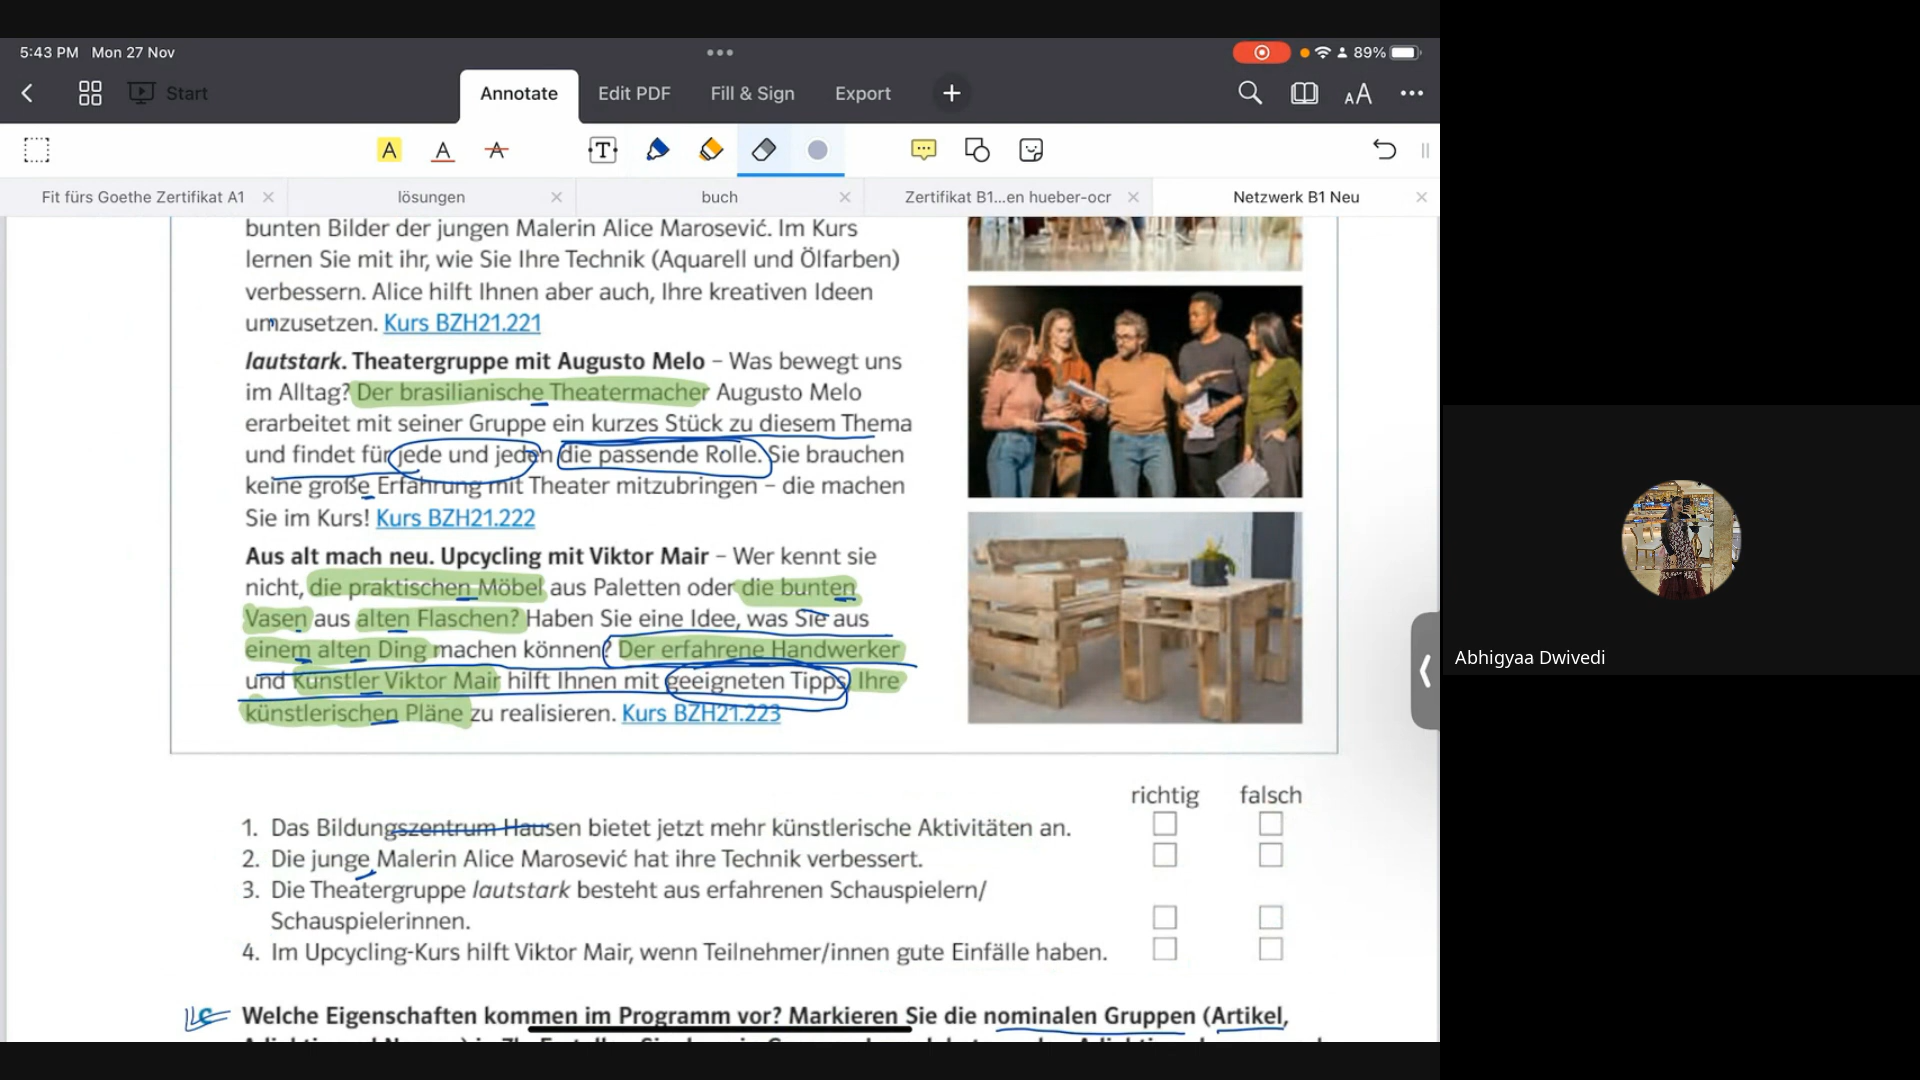 5:43 PM Mon 27 Nov
89%
Start
Annotate
Edit PDF
Fill & Sign
Export
Fit fürs Goethe Zertifikat A1
lösungen
buch
Zertifikat B1...en hueber-ocr
Netzwerk B1 Neu
bunten Bilder der jungen Malerin Alice Marosević. Im Kurs
lernen Sie mit ihr, wie Sie Ihre Technik (Aquarell und Ölfarben)
verbessern. Alice hilft Ihnen aber auch, Ihre kreativen Ideen
umzusetzen. Kurs BZH21.221
lautstark. Theatergruppe mit Augusto Melo – Was bewegt uns
im Alltag? Der brasilianische Theatermacher Augusto Melo
erarbeitet mit seiner Gruppe ein kurzes Stück zu diesem Thema
und findet für jede und jeden die passende Rolle. Sie brauchen
keine große Erfahrung mit Theater mitzubringen – die machen
Sie im Kurs! Kurs BZH21.222
Aus alt mach neu. Upcycling mit Viktor Mair – Wer kennt sie
nicht, die praktischen Möbel aus Paletten oder die bunten
Vasen aus alten Flaschen? Haben Sie eine Idee, was Sie aus
einem alten Ding machen können? Der erfahrene Handwerker
und Künstler Viktor Mair hilft Ihnen mit geeigneten Tipps, Ihre
künstlerischen Pläne zu realisieren. Kurs BZH21.223
richtig falsch
1. Das Bildungszentrum Hausen bietet jetzt mehr künstlerische Aktivitäten an.
2. Die junge Malerin Alice Marosević hat ihre Technik verbessert.
3. Die Theatergruppe lautstark besteht aus erfahrenen Schauspielern/
Schauspielerinnen.
4. Im Upcycling-Kurs hilft Viktor Mair, wenn Teilnehmer/innen gute Einfälle haben.
c Welche Eigenschaften kommen im Programm vor? Markieren Sie die nominalen Gruppen (Artikel,
Abhigyaa Dwivedi